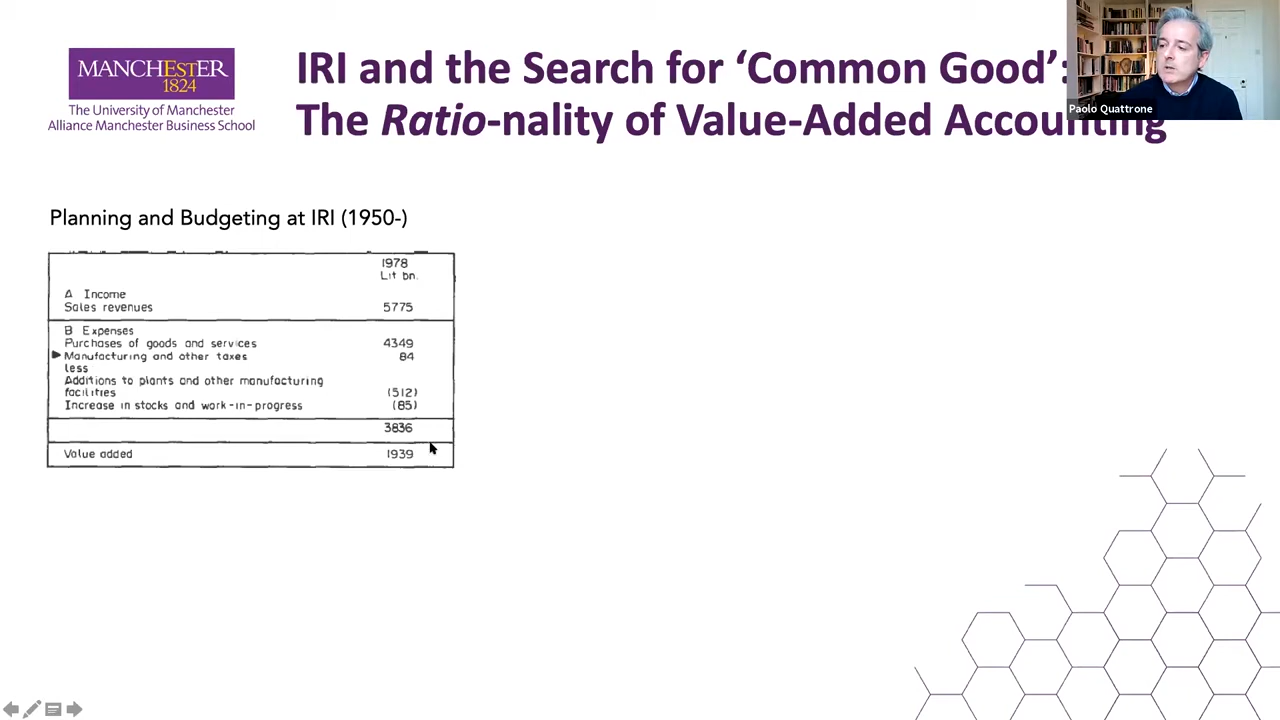 MANCHESTER
1824
The University of Manchester
Alliance Manchester Business School
IRI and the Search for ‘Common Good’:
The Ratio-nality of Value-Added Accounting
Paolo Quattrone
Planning and Budgeting at IRI (1950-)
1978
Lit bn.
A Income
Sales revenues 5775
B Expenses
Purchases of goods and services 4349
Manufacturing and other taxes 84
less
Additions to plants and other manufacturing
facilities (512)
Increase in stocks and work-in-progress (85)
3836
Value added 1939